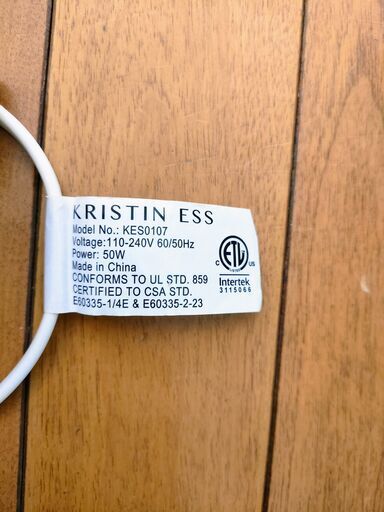 KRISTIN ESS
Model No.: KES0107
Voltage:110-240V 60/50Hz
Power: 50W
Made in China
CONFORMS TO UL STD. 859
CERTIFIED TO CSA STD.
E60335-1/4E & E60335-2-23
C ETL US
Intertek
3115066